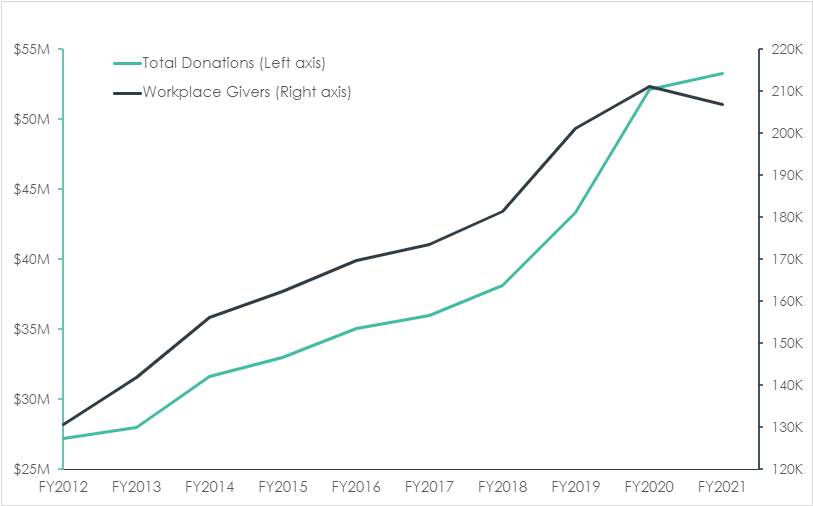 Total Donations (Left axis)
Workplace Givers (Right axis)
$55M
$50M
$45M
$40M
$35M
$30M
$25M
220K
210K
200K
190K
180K
170K
160K
150K
140K
130K
120K
FY2012 FY2013 FY2014 FY2015 FY2016 FY2017 FY2018 FY2019 FY2020 FY2021